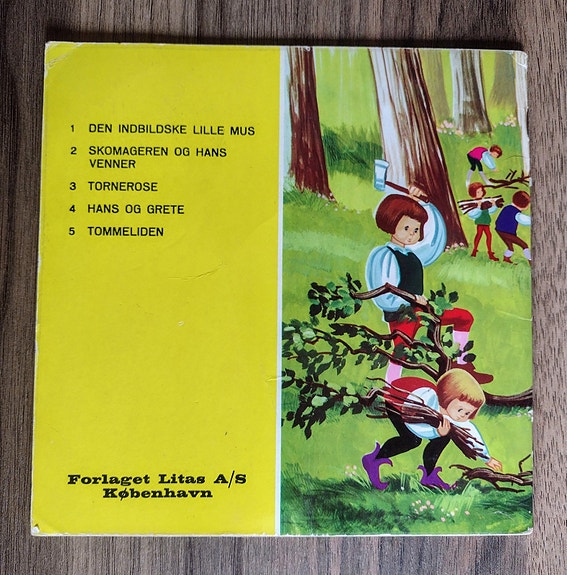 1 DEN INDBILDSKE LILLE MUS
2 SKOMAGEREN OG HANS
VENNER
3 TORNEROSE
4 HANS OG GRETE
5 TOMMELIDEN
Forlaget Litas A/S
København